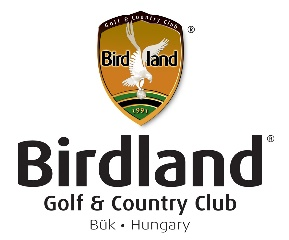 Golf & Country Club
®
Bird land
1991
Birdland®
Golf & Country Club
Bük • Hungary